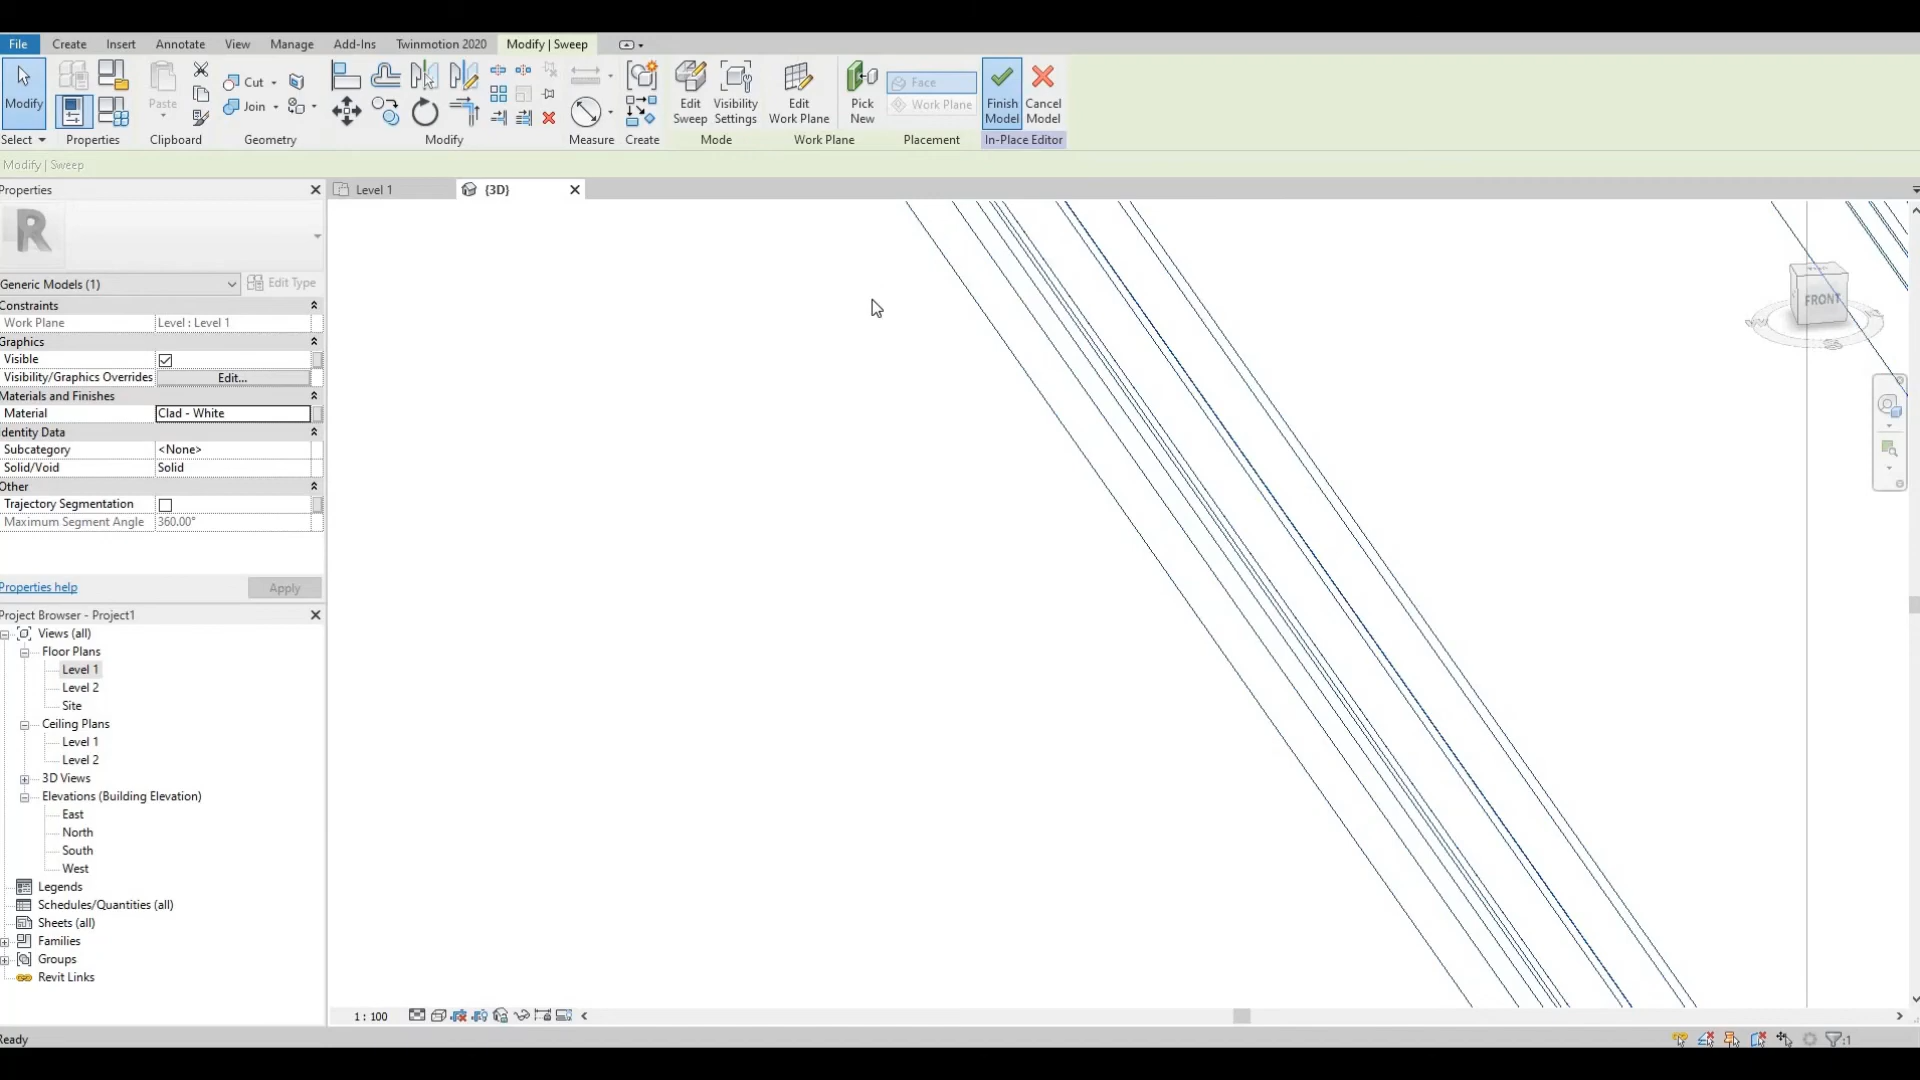 File Create Insert Annotate View Manage Add-Ins Twinmotion 2020 Modify | Sweep
Modify Paste Cut Join Edit Sweep Visibility Settings Edit Work Plane Pick New Face Work Plane Finish Model Cancel Model
Select Properties Clipboard Geometry Modify Measure Create Mode Work Plane Placement In-Place Editor
Modify | Sweep
Properties
Level 1
{3D}
R
Generic Models (1)
Edit Type
Constraints
Work Plane Level : Level 1
Graphics
Visible
Visibility/Graphics Overrides Edit...
Materials and Finishes
Material Clad - White
Identity Data
Subcategory <None>
Solid/Void Solid
Other
Trajectory Segmentation
Maximum Segment Angle 360.00°
Properties help Apply
Project Browser - Project1
Views (all)
Floor Plans
Level 1
Level 2
Site
Ceiling Plans
Level 1
Level 2
3D Views
Elevations (Building Elevation)
East
North
South
West
Legends
Schedules/Quantities (all)
Sheets (all)
Families
Groups
Revit Links
FRONT
1 : 100
Ready
:1